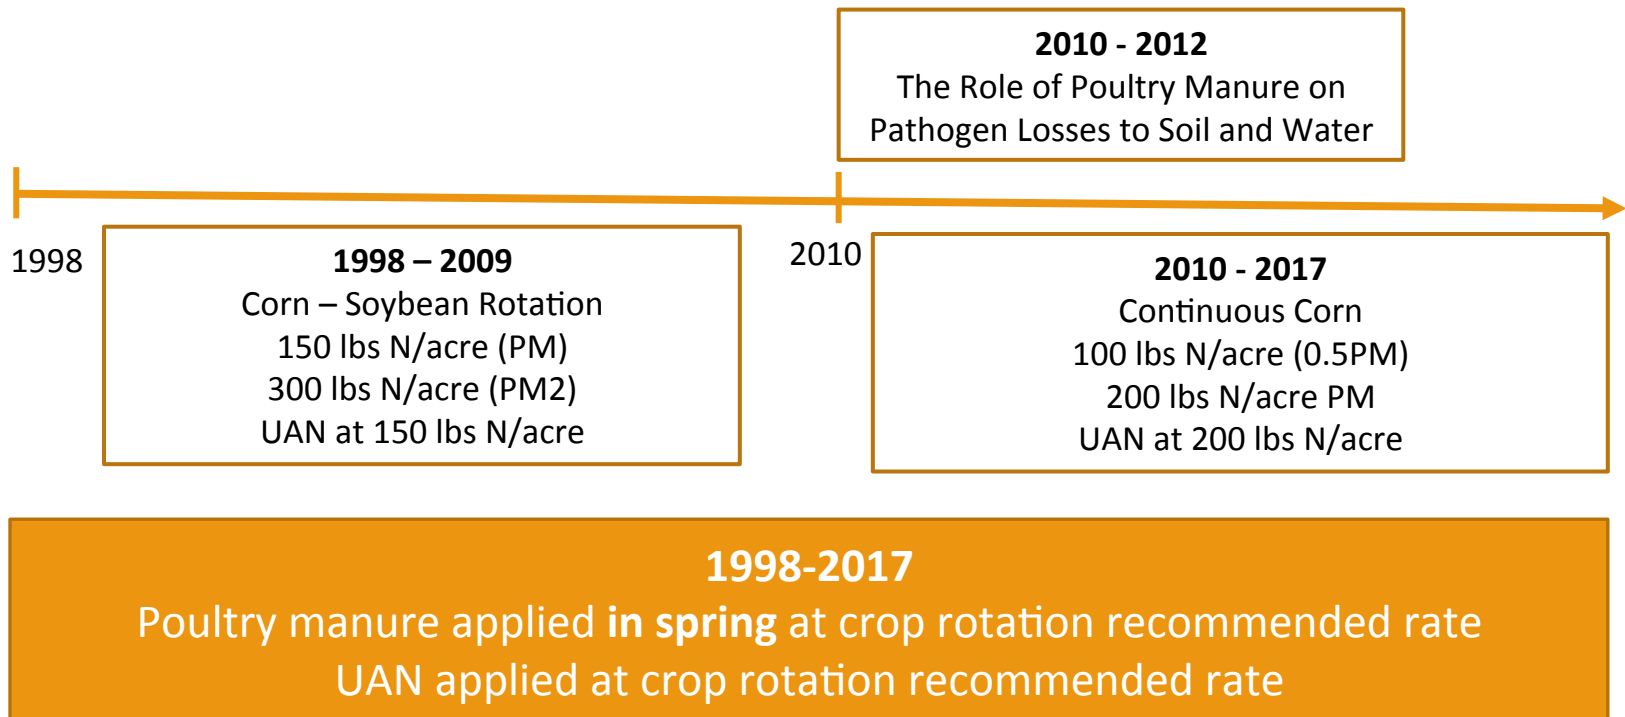 2010 - 2012
The Role of Poultry Manure on
Pathogen Losses to Soil and Water
1998
1998 – 2009
Corn – Soybean Rotation
150 lbs N/acre (PM)
300 lbs N/acre (PM2)
UAN at 150 lbs N/acre
2010
2010 - 2017
Continuous Corn
100 lbs N/acre (0.5PM)
200 lbs N/acre PM
UAN at 200 lbs N/acre
1998-2017
Poultry manure applied in spring at crop rotation recommended rate
UAN applied at crop rotation recommended rate